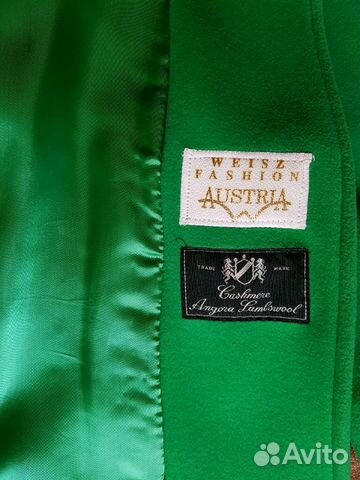 WEISZ
FASHION
AUSTRIA
TRADE MARK
Cashmere
Angora Lambswool
Avito